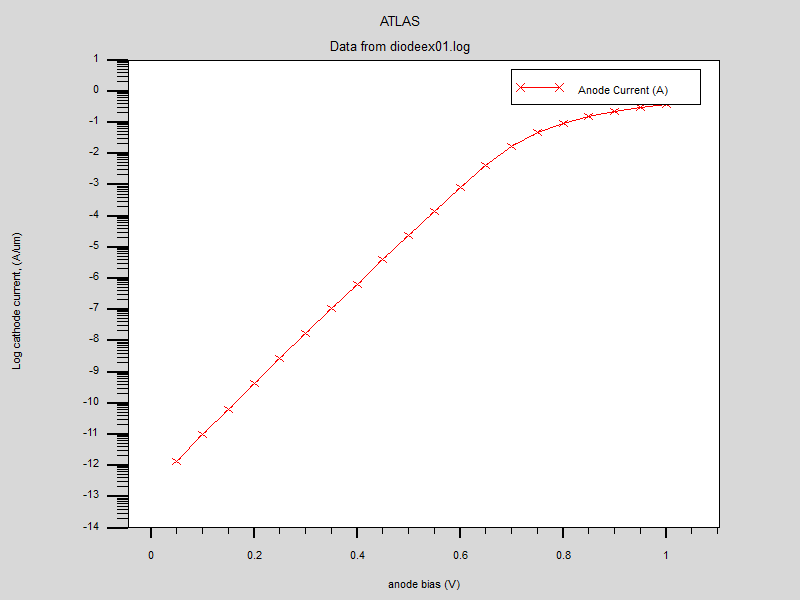 ATLAS
Data from diodeex01.log
Anode Current (A)
Log cathode current, (A/um)
1
0
-1
-2
-3
-4
-5
-6
-7
-8
-9
-10
-11
-12
-13
-14
0 0.2 0.4 0.6 0.8 1
anode bias (V)